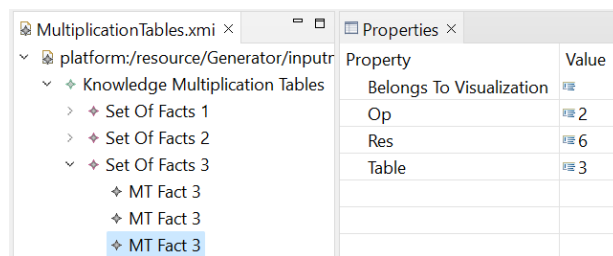 MultiplicationTables.xmi
platform:/resource/Generator/inputr
Knowledge Multiplication Tables
Set Of Facts 1
Set Of Facts 2
Set Of Facts 3
MT Fact 3
MT Fact 3
MT Fact 3
Properties
Property Value
Belongs To Visualization
Op 2
Res 6
Table 3